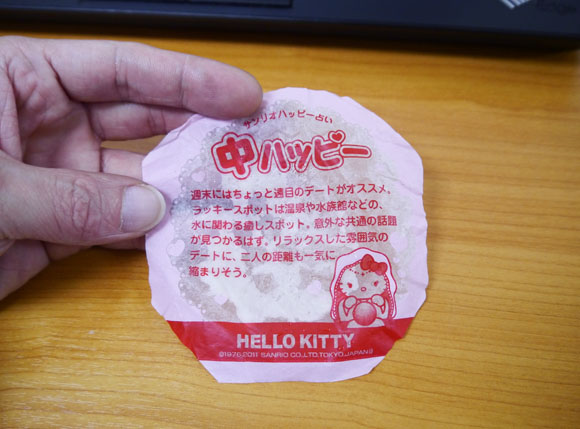 サンリオハッピー占い
中ハッピー
週末にはちょっと遠目のデートがオススメ。
ラッキースポットは温泉や水族館などの、
水に関わる癒しスポット。意外な共通の話題
が見つかるはず。リラックスした雰囲気の
デートに、二人の距離も一気に
縮まりそう。
HELLO KITTY
©1976-2011 SANRIO CO.,LTD.TOKYO,JAPAN